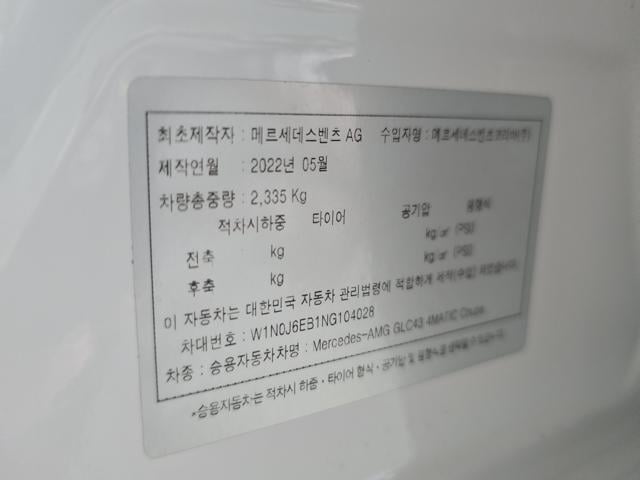 최초제작자 : 메르세데스벤츠 AG 수입자명 : 메르세데스벤츠코리아(주)
제작연월 : 2022년 05월
차량총중량 : 2,335 Kg
적차시하중 타이어 공기압 림형식
전축 kg kg/㎠ (PSI)
후축 kg kg/㎠ (PSI)
이 자동차는 대한민국 자동차 관리법령에 적합하게 제작(수입) 되었습니다.
차대번호 : W1N0J6EB1NG104028
차종 : 승용자동차 차명 : Mercedes-AMG GLC43 4MATIC Coupe
*승용자동차는 적차시 하중·타이어 형식·공기압 및 림형식을 생략할 수 있습니다.